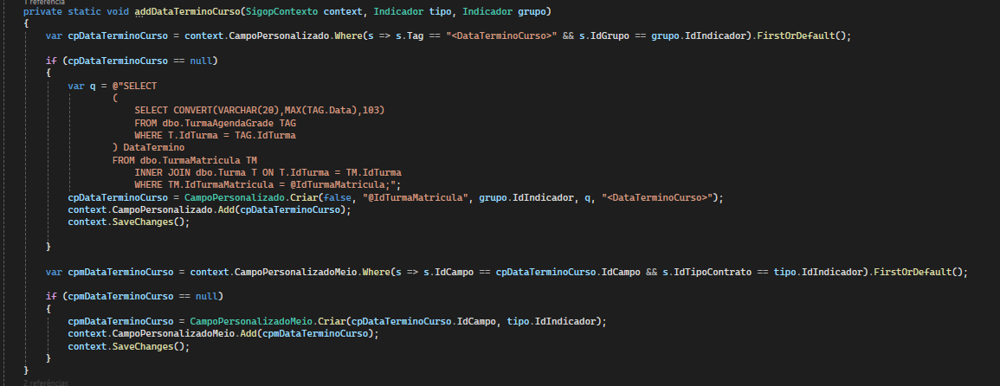 1 referência
private static void addDataTerminoCurso(SigopContexto context, Indicador tipo, Indicador grupo)
{
var cpDataTerminoCurso = context.CampoPersonalizado.Where(s => s.Tag == "<DataTerminoCurso>" && s.IdGrupo == grupo.IdIndicador).FirstOrDefault();
if (cpDataTerminoCurso == null)
{
var q = @"SELECT
(
SELECT CONVERT(VARCHAR(20),MAX(TAG.Data),103)
FROM dbo.TurmaAgendaGrade TAG
WHERE T.IdTurma = TAG.IdTurma
) DataTermino
FROM dbo.TurmaMatricula TM
INNER JOIN dbo.Turma T ON T.IdTurma = TM.IdTurma
WHERE TM.IdTurmaMatricula = @IdTurmaMatricula;";
cpDataTerminoCurso = CampoPersonalizado.Criar(false, "@IdTurmaMatricula", grupo.IdIndicador, q, "<DataTerminoCurso>");
context.CampoPersonalizado.Add(cpDataTerminoCurso);
context.SaveChanges();
}
var cpmDataTerminoCurso = context.CampoPersonalizadoMeio.Where(s => s.IdCampo == cpDataTerminoCurso.IdCampo && s.IdTipoContrato == tipo.IdIndicador).FirstOrDefault();
if (cpmDataTerminoCurso == null)
{
cpmDataTerminoCurso = CampoPersonalizadoMeio.Criar(cpDataTerminoCurso.IdCampo, tipo.IdIndicador);
context.CampoPersonalizadoMeio.Add(cpmDataTerminoCurso);
context.SaveChanges();
}
}
2 referências